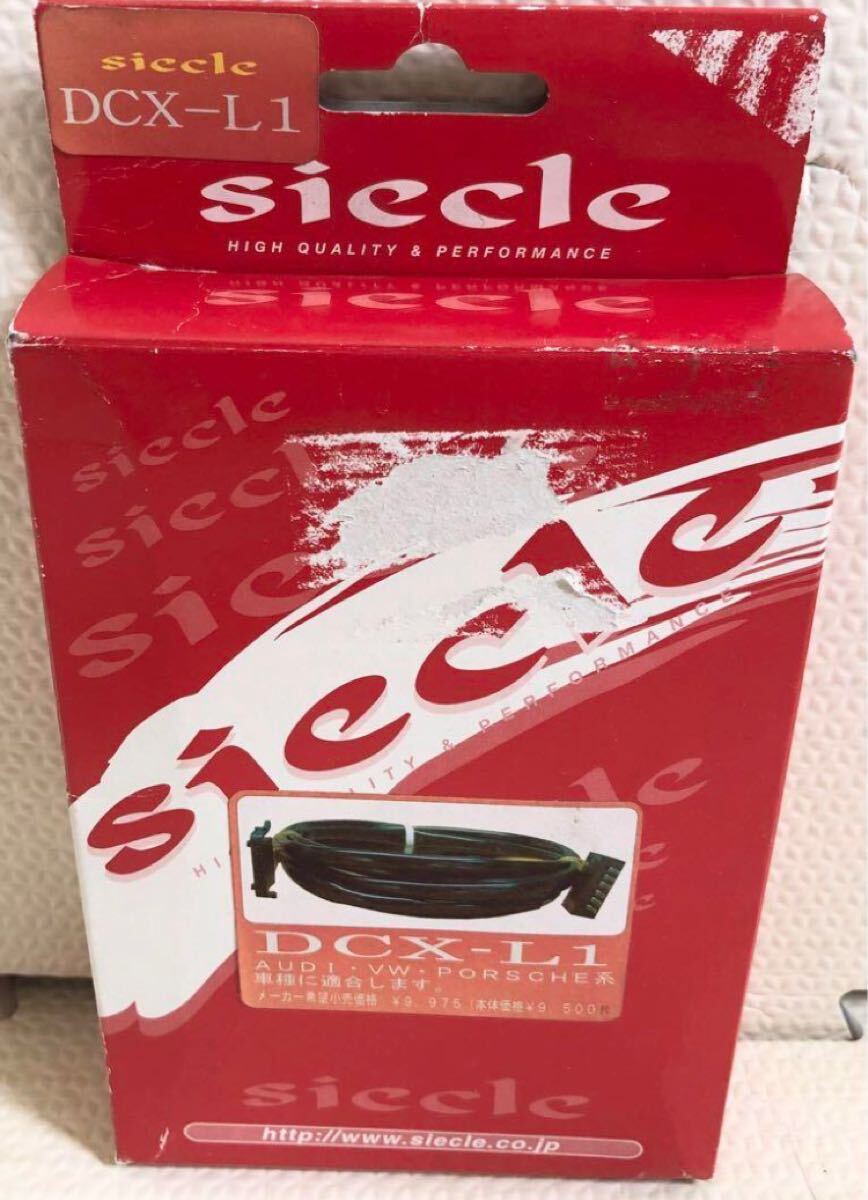 siecle
DCX-L1
siecle
HIGH QUALITY & PERFORMANCE
siecle
siecle
siecle
siecle
siecle
DCX-L1
AUDI・VW・PORSCHE系
車種に適合します。
メーカー希望小売価格 ¥9,975(本体価格¥9,500
siecle
http://www.siecle.co.jp